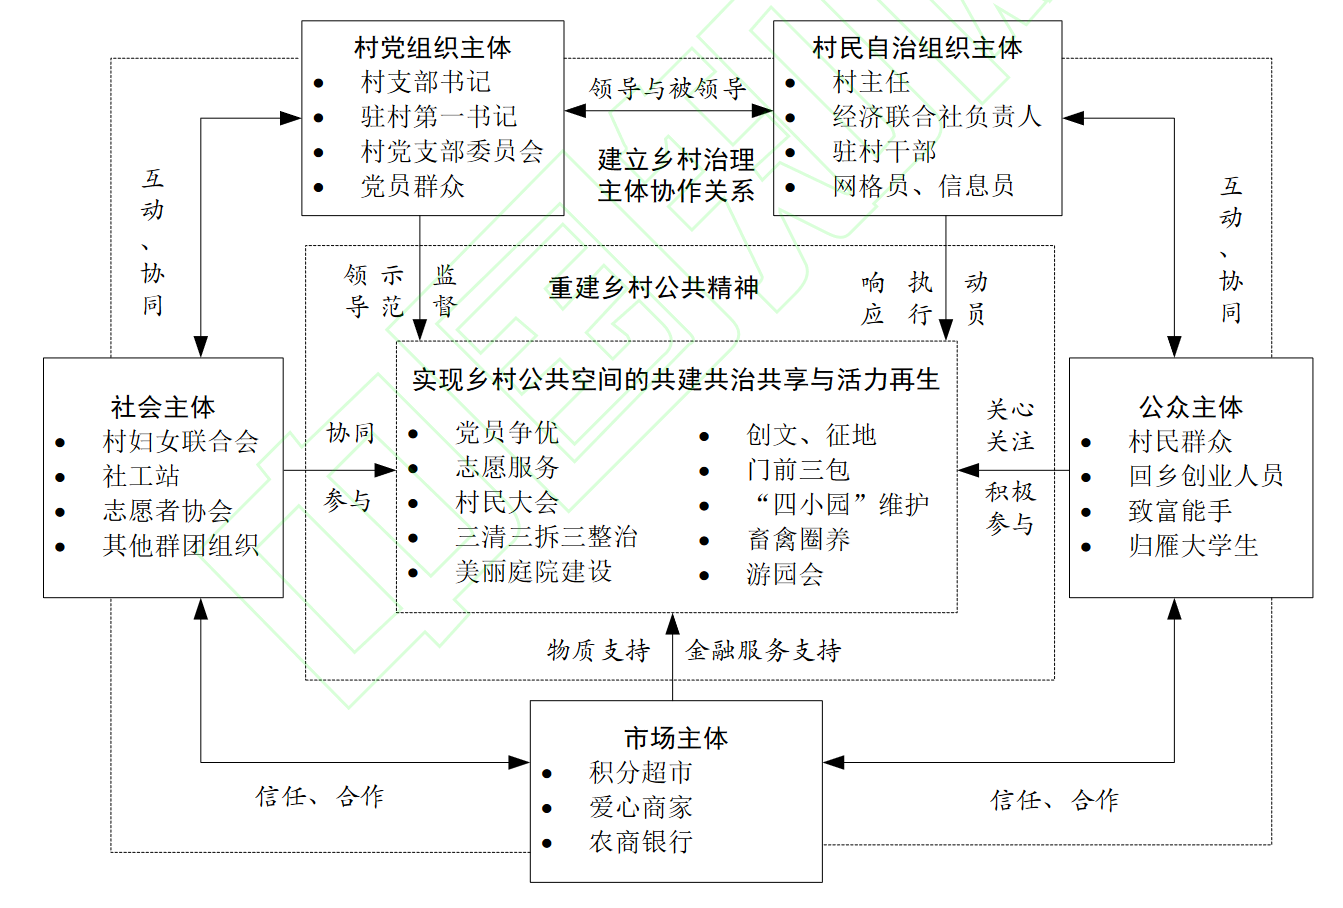 村党组织主体
村支部书记
驻村第一书记
村党支部委员会
党员群众
领导与被领导
建立乡村治理
主体协作关系
村民自治组织主体
村主任
经济联合社负责人
驻村干部
网格员、信息员
互动、协同
互动、协同
领导
示范
监督
重建乡村公共精神
响应
执行
动员
社会主体
村妇女联合会
社工站
志愿者协会
其他群团组织
协同
参与
实现乡村公共空间的共建共治共享与活力再生
党员争优
志愿服务
村民大会
三清三拆三整治
美丽庭院建设
创文、征地
门前三包
“四小园”维护
畜禽圈养
游园会
关心
关注
积极
参与
公众主体
村民群众
回乡创业人员
致富能手
归雁大学生
物质支持
金融服务支持
市场主体
积分超市
爱心商家
农商银行
信任、合作
信任、合作